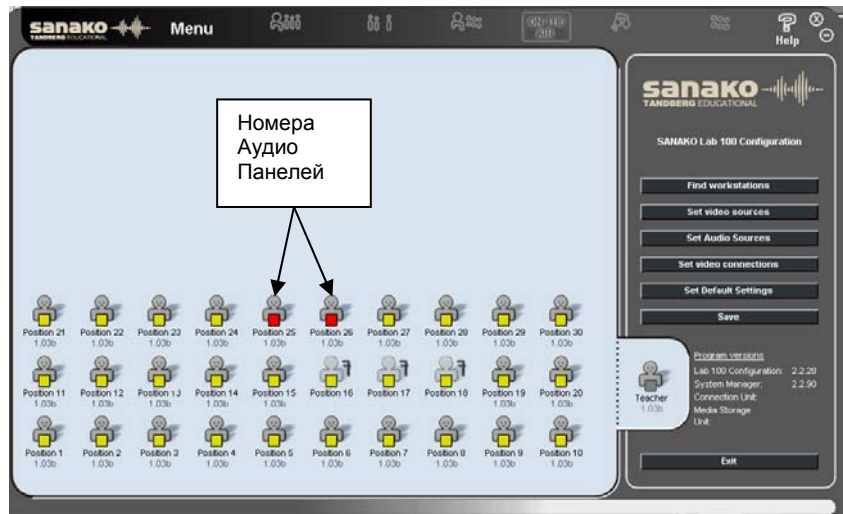 sanako
TANDBERG EDUCATIONAL
Menu
ON THE
AIR
Help
Номера
Аудио
Панелей
Position 21 Position 22 Position 23 Position 24 Position 25 Position 26 Position 27 Position 28 Position 29 Position 30
1.03b 1.03b 1.03b 1.03b 1.03b 1.03b 1.03b 1.03b 1.03b 1.03b
Position 11 Position 12 Position 13 Position 14 Position 15 Position 16 Position 17 Position 18 Position 19 Position 20
1.03b 1.03b 1.03b 1.03b 1.03b 1.03b 1.03b
Position 1 Position 2 Position 3 Position 4 Position 5 Position 6 Position 7 Position 8 Position 9 Position 10
1.03b 1.03b 1.03b 1.03b 1.03b 1.03b 1.03b 1.03b 1.03b 1.03b
Teacher
1.03b
sanako
TANDBERG EDUCATIONAL
SANAKO Lab 100 Configuration
Find workstations
Set video sources
Set Audio Sources
Set video connections
Set Default Settings
Save
Program versions
Lab 100 Configuration: 2.2.20
System Manager: 2.2.90
Connection Unit:
Media Storage
Unit:
Exit